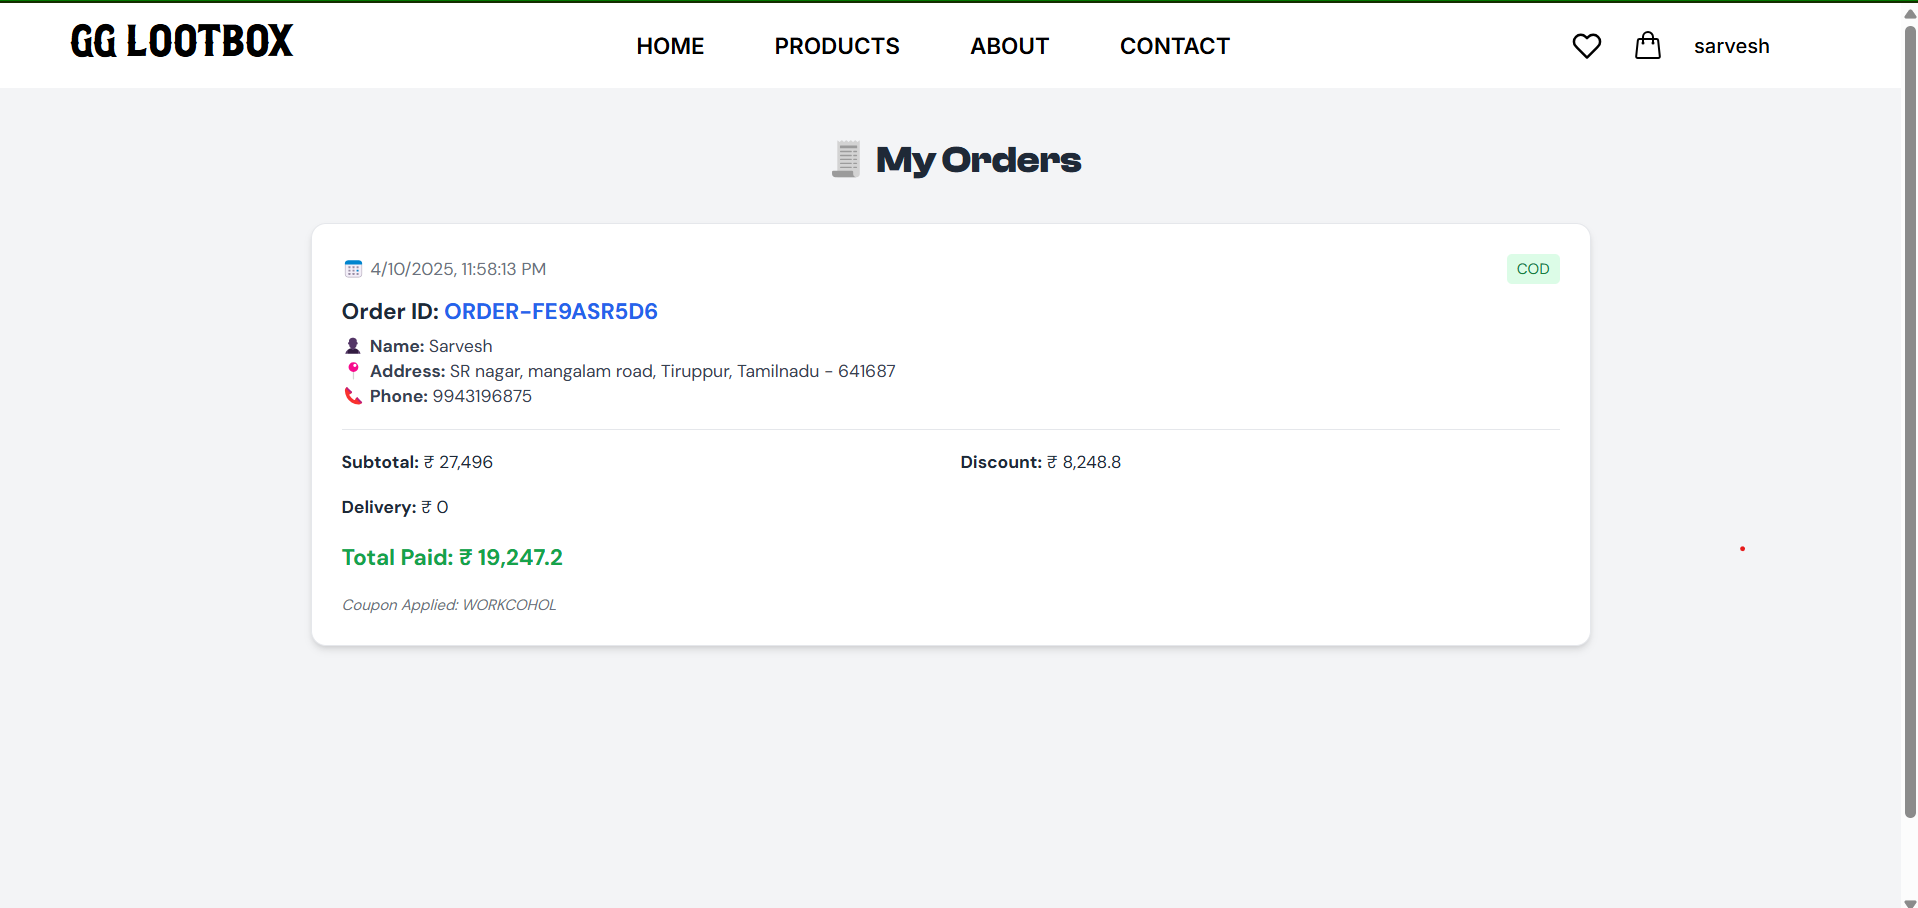 GG LOOTBOX
HOME PRODUCTS ABOUT CONTACT
sarvesh
My Orders
4/10/2025, 11:58:13 PM
COD
Order ID: ORDER-FE9ASR5D6
Name: Sarvesh
Address: SR nagar, mangalam road, Tiruppur, Tamilnadu - 641687
Phone: 9943196875
Subtotal: ₹ 27,496
Discount: ₹ 8,248.8
Delivery: ₹ 0
Total Paid: ₹ 19,247.2
Coupon Applied: WORKCOHOL